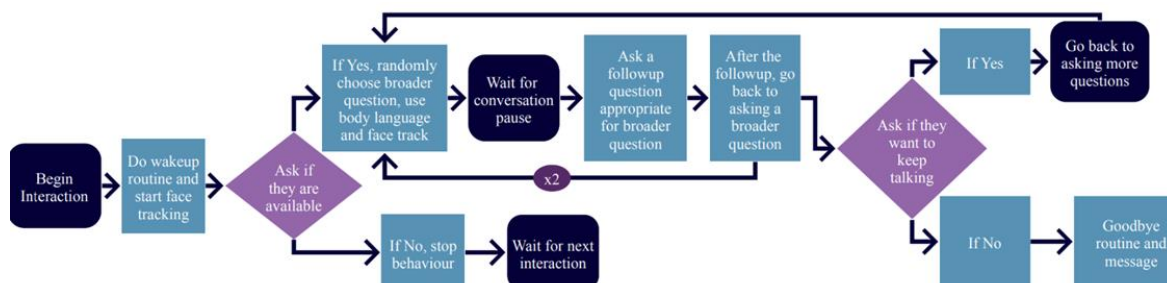 Begin
Interaction
Do wakeup
routine and
start face
tracking
Ask if
they are
available
If Yes, randomly
choose broader
question, use
body language
and face track
Wait for
conversation
pause
Ask a
followup
question
appropriate
for broader
question
After the
followup, go
back to
asking a
broader
question
x2
If No, stop
behaviour
Wait for next
interaction
Ask if they
want to
keep
talking
If Yes
Go back to
asking more
questions
If No
Goodbye
routine and
message